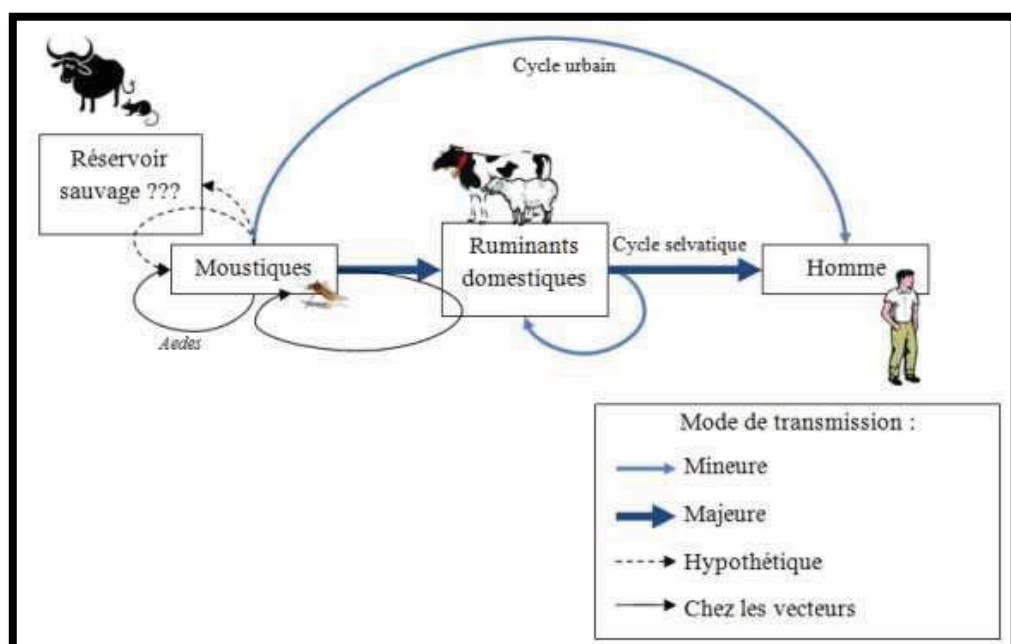 Cycle urbain
Réservoir
sauvage ???
Moustiques
Ruminants
domestiques
Cycle selvatique
Homme
Aedes
Mode de transmission :
Mineure
Majeure
Hypothétique
Chez les vecteurs